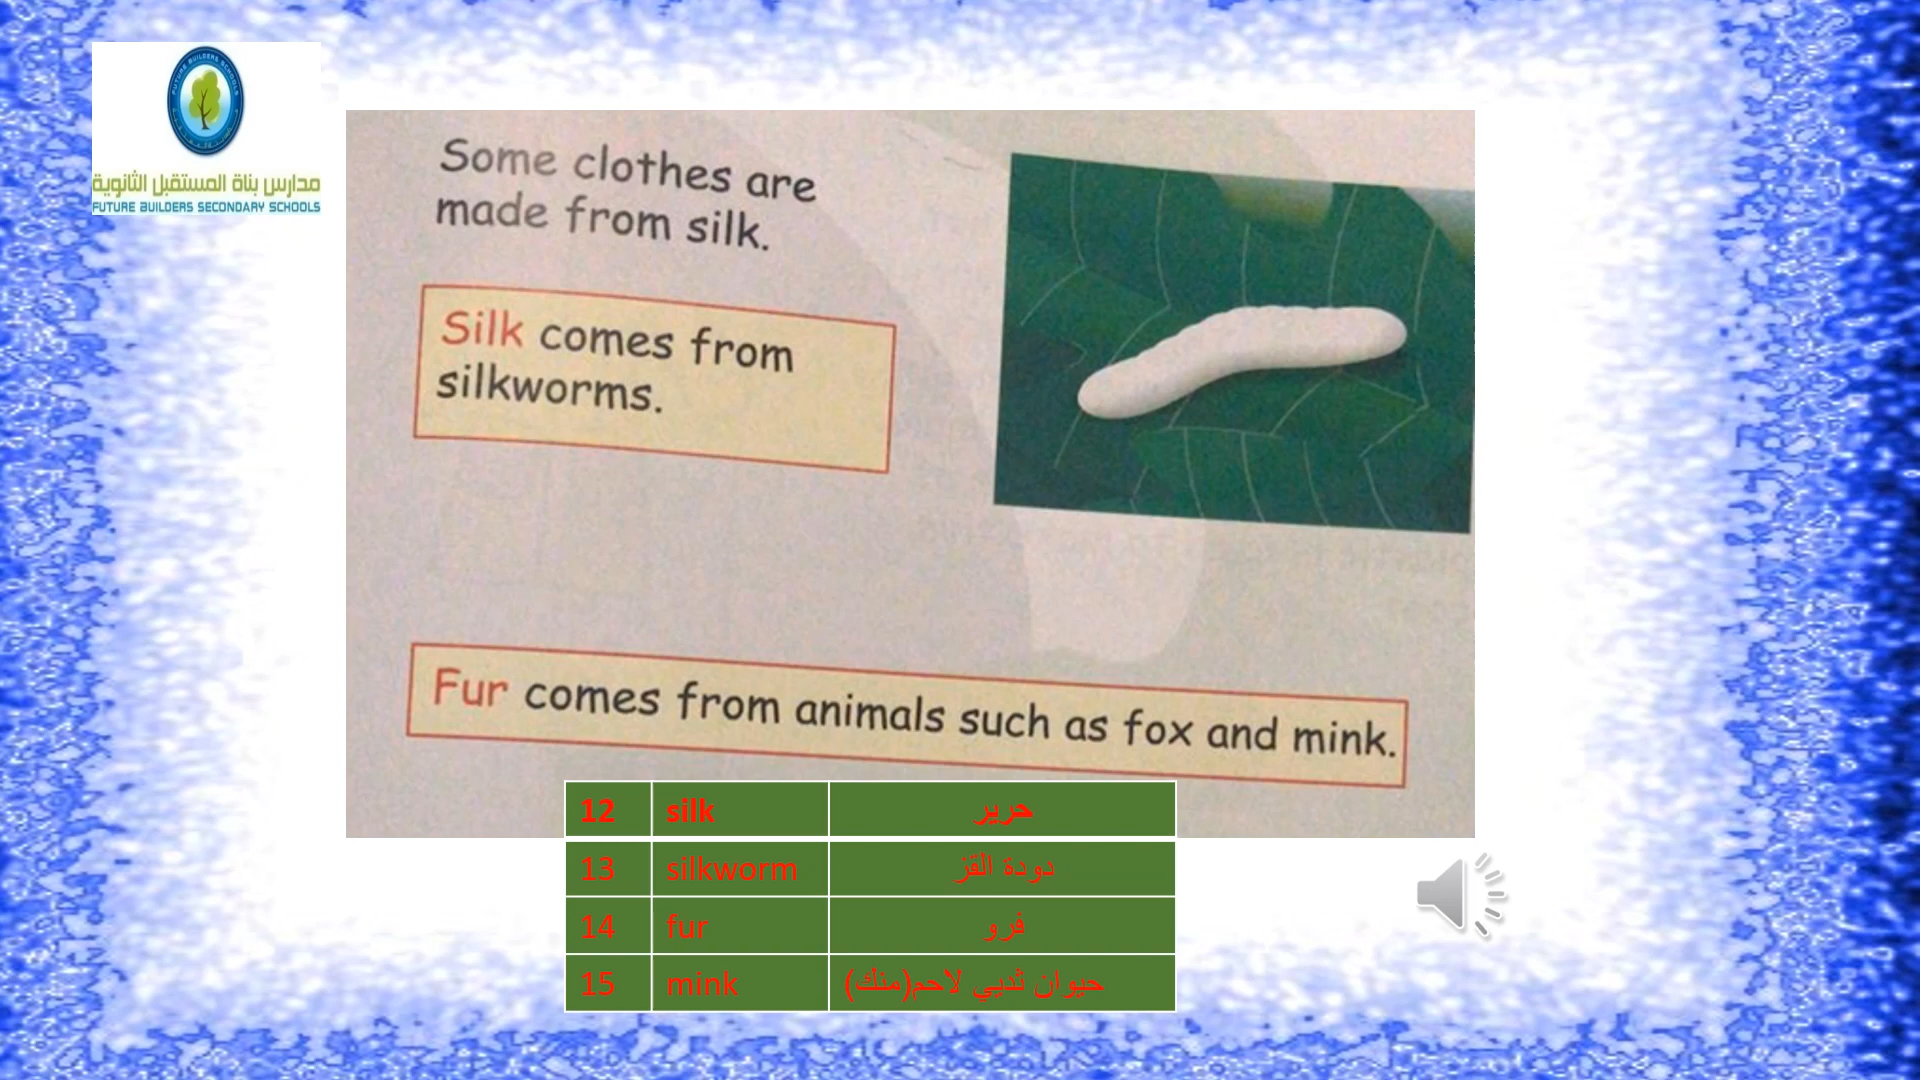 مدارس بناة المستقبل الثانوية
FUTURE BUILDERS SECONDARY SCHOOLS
Some clothes are
made from silk.
Silk comes from
silkworms.
Fur comes from animals such as fox and mink.
12 silk حرير
13 silkworm دودة القز
14 fur فرو
15 mink حيوان ثديي لاحم(منك)